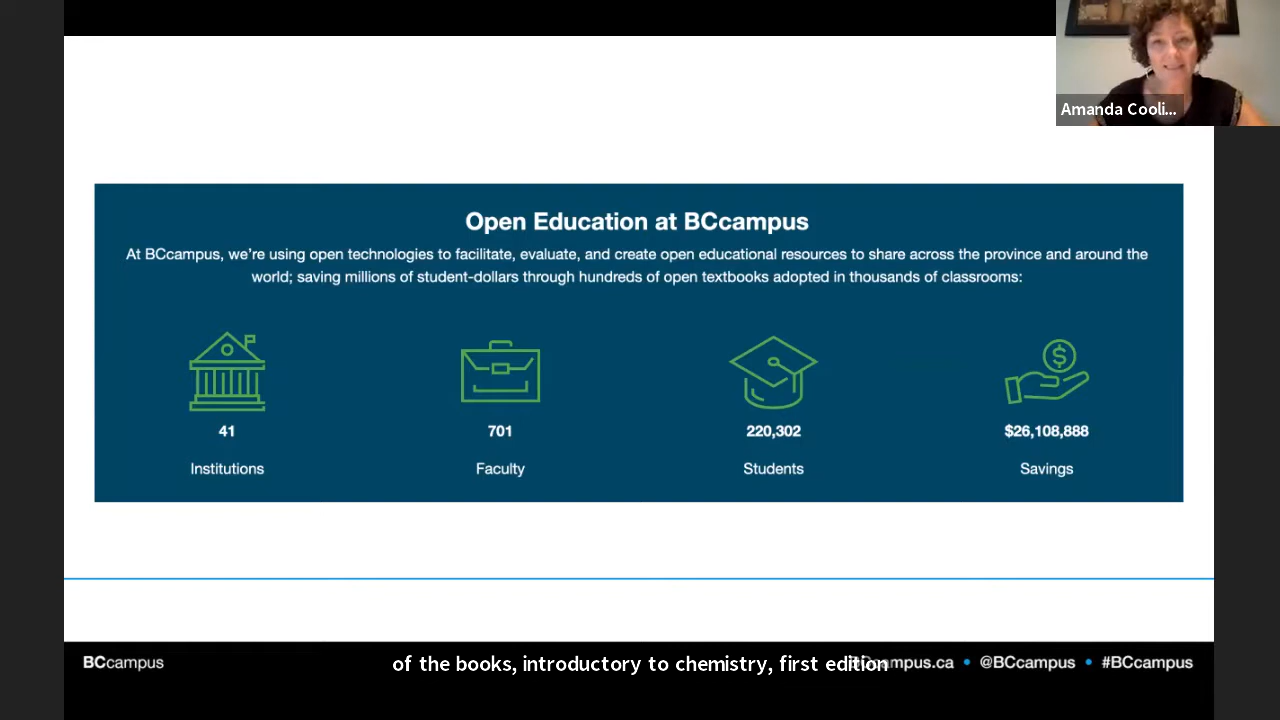 Amanda Cooli...
Open Education at BCcampus
At BCcampus, we're using open technologies to facilitate, evaluate, and create open educational resources to share across the province and around the
world; saving millions of student-dollars through hundreds of open textbooks adopted in thousands of classrooms:
41
Institutions
701
Faculty
220,302
Students
$26,108,888
Savings
BCcampus
of the books, introductory to chemistry, first edition
BCcampus.ca • @BCcampus • #BCcampus